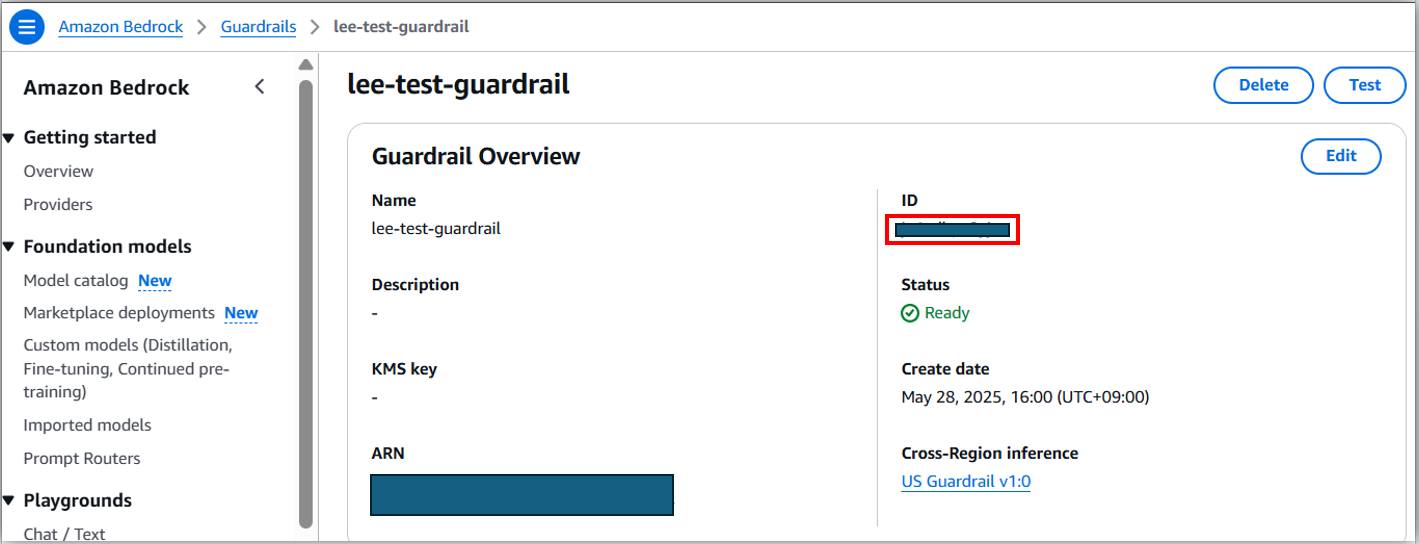 Amazon Bedrock > Guardrails > lee-test-guardrail
Amazon Bedrock
Getting started
Overview
Providers
Foundation models
Model catalog New
Marketplace deployments New
Custom models (Distillation,
Fine-tuning, Continued pre-
training)
Imported models
Prompt Routers
Playgrounds
Chat / Text
lee-test-guardrail
Delete
Test
Guardrail Overview
Edit
Name
lee-test-guardrail
Description
-
KMS key
-
ARN
ID
Status
Ready
Create date
May 28, 2025, 16:00 (UTC+09:00)
Cross-Region inference
US Guardrail v1:0